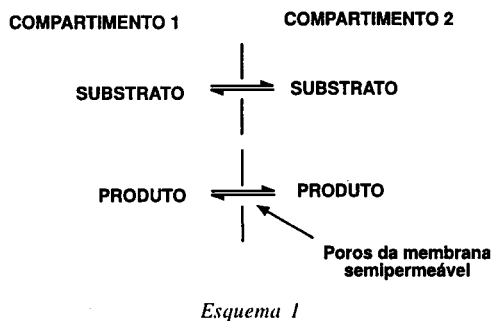 COMPARTIMENTO 1 COMPARTIMENTO 2
SUBSTRATO SUBSTRATO
PRODUTO PRODUTO
Poros da membrana
semipermeável
Esquema 1